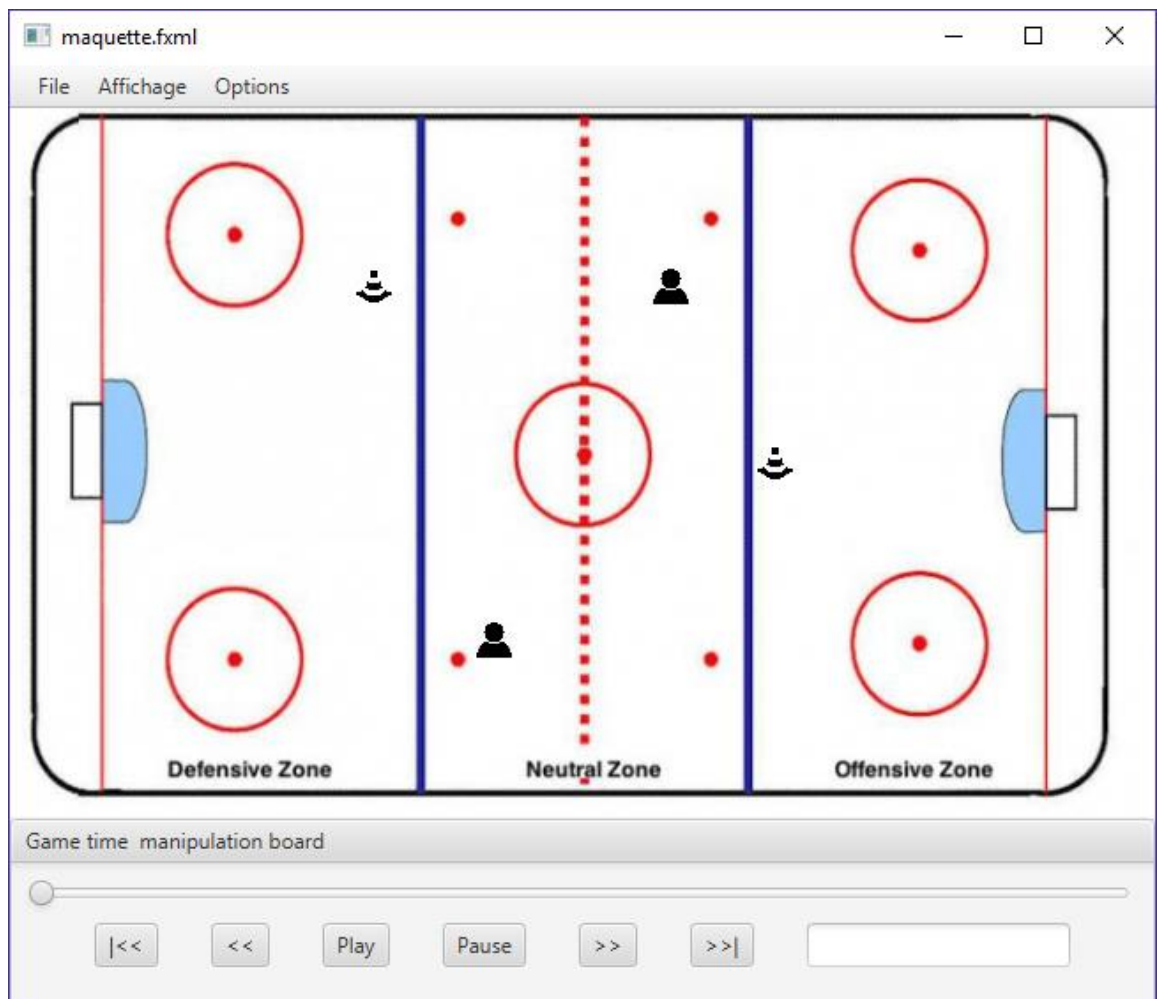 maquette.fxml
File Affichage Options
Defensive Zone Neutral Zone Offensive Zone
Game time manipulation board
|<< << Play Pause >> >>|